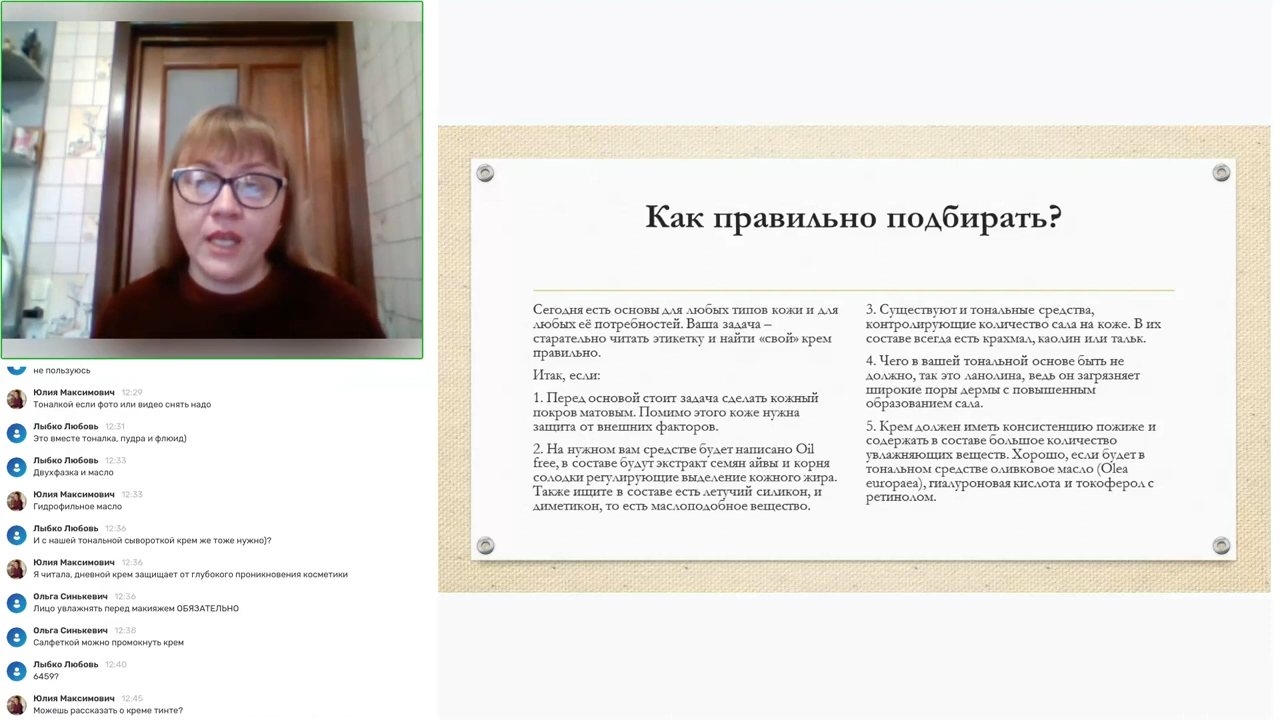 не пользуюсь
Юлия Максимович 12:29
Тоналкой если фото или видео снять надо
Лыбко Любовь 12:31
Это вместе тоналка, пудра и флюид)
Лыбко Любовь 12:33
Двухфазка и масло
Юлия Максимович 12:33
Гидрофильное масло
Лыбко Любовь 12:36
И с нашей тональной сывороткой крем же тоже нужно)?
Юлия Максимович 12:36
Я читала, дневной крем защищает от глубокого проникновения косметики
Ольга Синькевич 12:36
Лицо увлажнять перед макияжем ОБЯЗАТЕЛЬНО
Ольга Синькевич 12:38
Салфеткой можно промокнуть крем
Лыбко Любовь 12:40
6459?
Юлия Максимович 12:45
Можешь рассказать о креме тинте?
Как правильно подбирать?
Сегодня есть основы для любых типов кожи и для
любых её потребностей. Ваша задача –
старательно читать этикетку и найти «свой» крем
правильно.
Итак, если:
1. Перед основой стоит задача сделать кожный
покров матовым. Помимо этого коже нужна
защита от внешних факторов.
2. На нужном вам средстве будет написано Oil
free, в составе будут экстракт семян айвы и корня
солодки регулирующие выделение кожного жира.
Также ищите в составе есть летучий силикон, и
диметикон, то есть маслоподобное вещество.
3. Существуют и тональные средства,
контролирующие количество сала на коже. В их
составе всегда есть крахмал, каолин или тальк.
4. Чего в вашей тональной основе быть не
должно, так это ланолина, ведь он загрязняет
широкие поры дермы с повышенным
образованием сала.
5. Крем должен иметь консистенцию пожиже и
содержать в составе большое количество
увлажняющих веществ. Хорошо, если будет в
тональном средстве оливковое масло (Olea
europaea), гиалуроновая кислота и токоферол с
ретинолом.